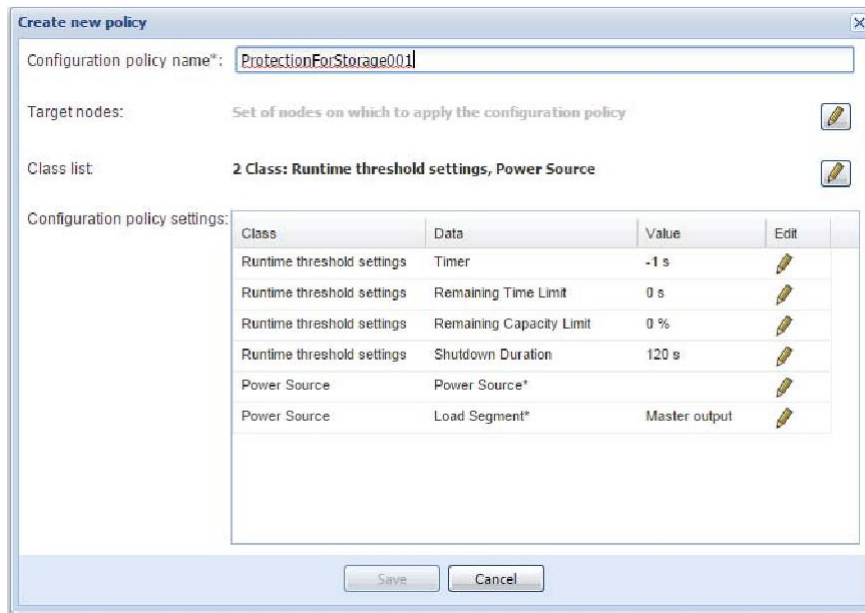 Create new policy
Configuration policy name*: ProtectionForStorage001
Target nodes: Set of nodes on which to apply the configuration policy
Class list: 2 Class: Runtime threshold settings, Power Source
Configuration policy settings:
Class Data Value Edit
Runtime threshold settings Timer -1 s
Runtime threshold settings Remaining Time Limit 0 s
Runtime threshold settings Remaining Capacity Limit 0 %
Runtime threshold settings Shutdown Duration 120 s
Power Source Power Source*
Power Source Load Segment* Master output
Save Cancel